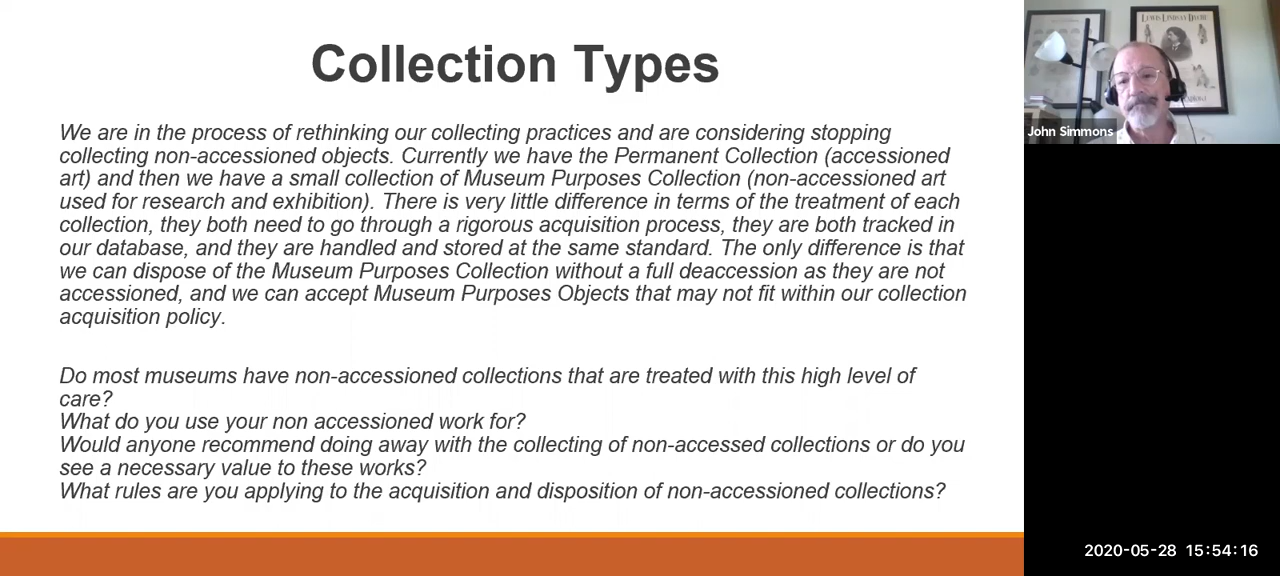 Collection Types
We are in the process of rethinking our collecting practices and are considering stopping
collecting non-accessioned objects. Currently we have the Permanent Collection (accessioned
art) and then we have a small collection of Museum Purposes Collection (non-accessioned art
used for research and exhibition). There is very little difference in terms of the treatment of each
collection, they both need to go through a rigorous acquisition process, they are both tracked in
our database, and they are handled and stored at the same standard. The only difference is that
we can dispose of the Museum Purposes Collection without a full deaccession as they are not
accessioned, and we can accept Museum Purposes Objects that may not fit within our collection
acquisition policy.
Do most museums have non-accessioned collections that are treated with this high level of
care?
What do you use your non accessioned work for?
Would anyone recommend doing away with the collecting of non-accessed collections or do you
see a necessary value to these works?
What rules are you applying to the acquisition and disposition of non-accessioned collections?
John Simmons
2020-05-28 15:54:16